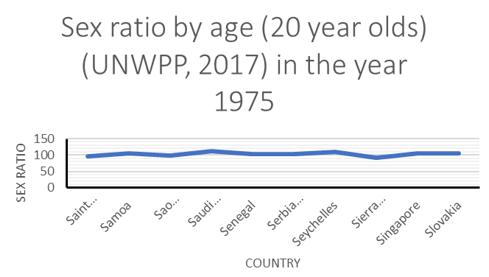 Sex ratio by age (20 year olds)
(UNWPP, 2017) in the year
1975
150
100
50
0
SEX RATIO
Saint...
Samoa
Sao...
Saudi...
Senegal
Serbia...
Seychelles
Sierra...
Singapore
Slovakia
COUNTRY